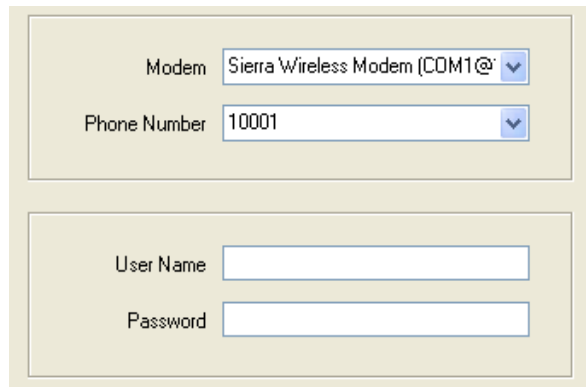 Modem Sierra Wireless Modem (COM1@
Phone Number 10001
User Name
Password